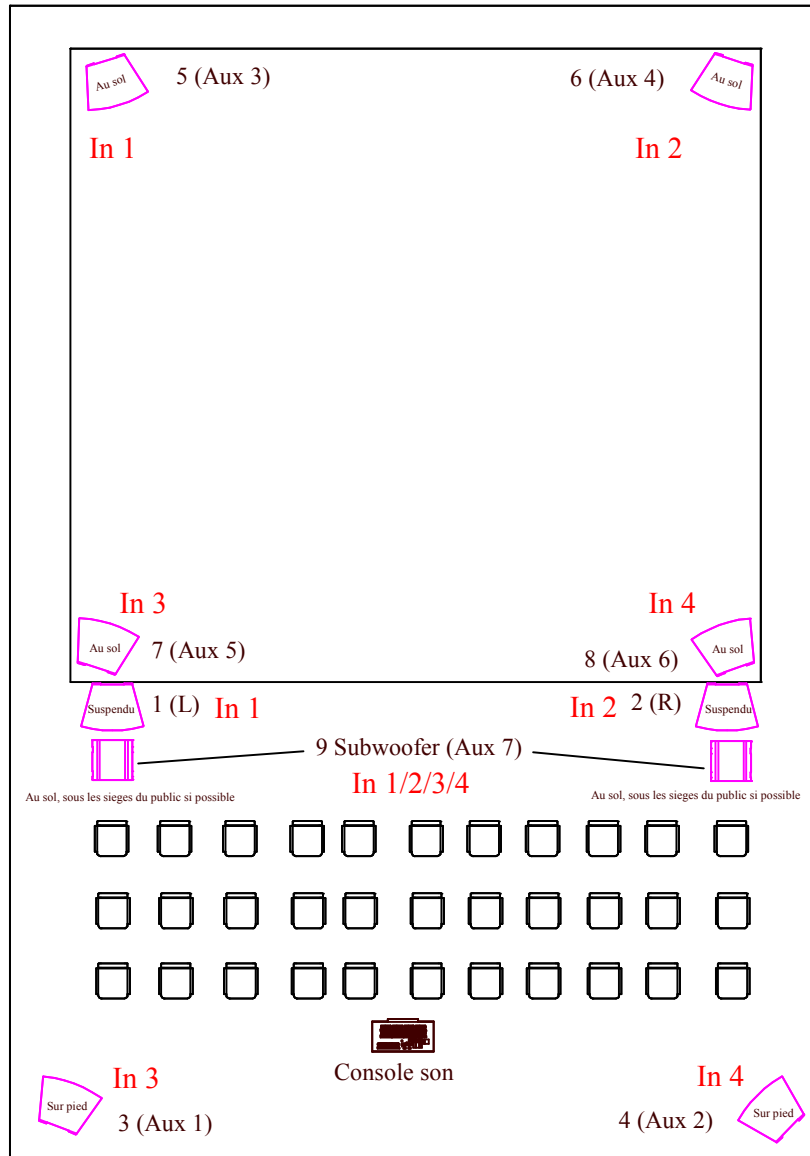 Au sol
5 (Aux 3)
6 (Aux 4)
Au sol
In 1
In 2
In 3
In 4
Au sol
7 (Aux 5)
8 (Aux 6)
Au sol
Suspendu
1 (L)
In 1
In 2
2 (R)
Suspendu
9 Subwoofer (Aux 7)
In 1/2/3/4
Au sol, sous les sieges du public si possible
Au sol, sous les sieges du public si possible
Console son
In 3
In 4
Sur pied
3 (Aux 1)
4 (Aux 2)
Sur pied